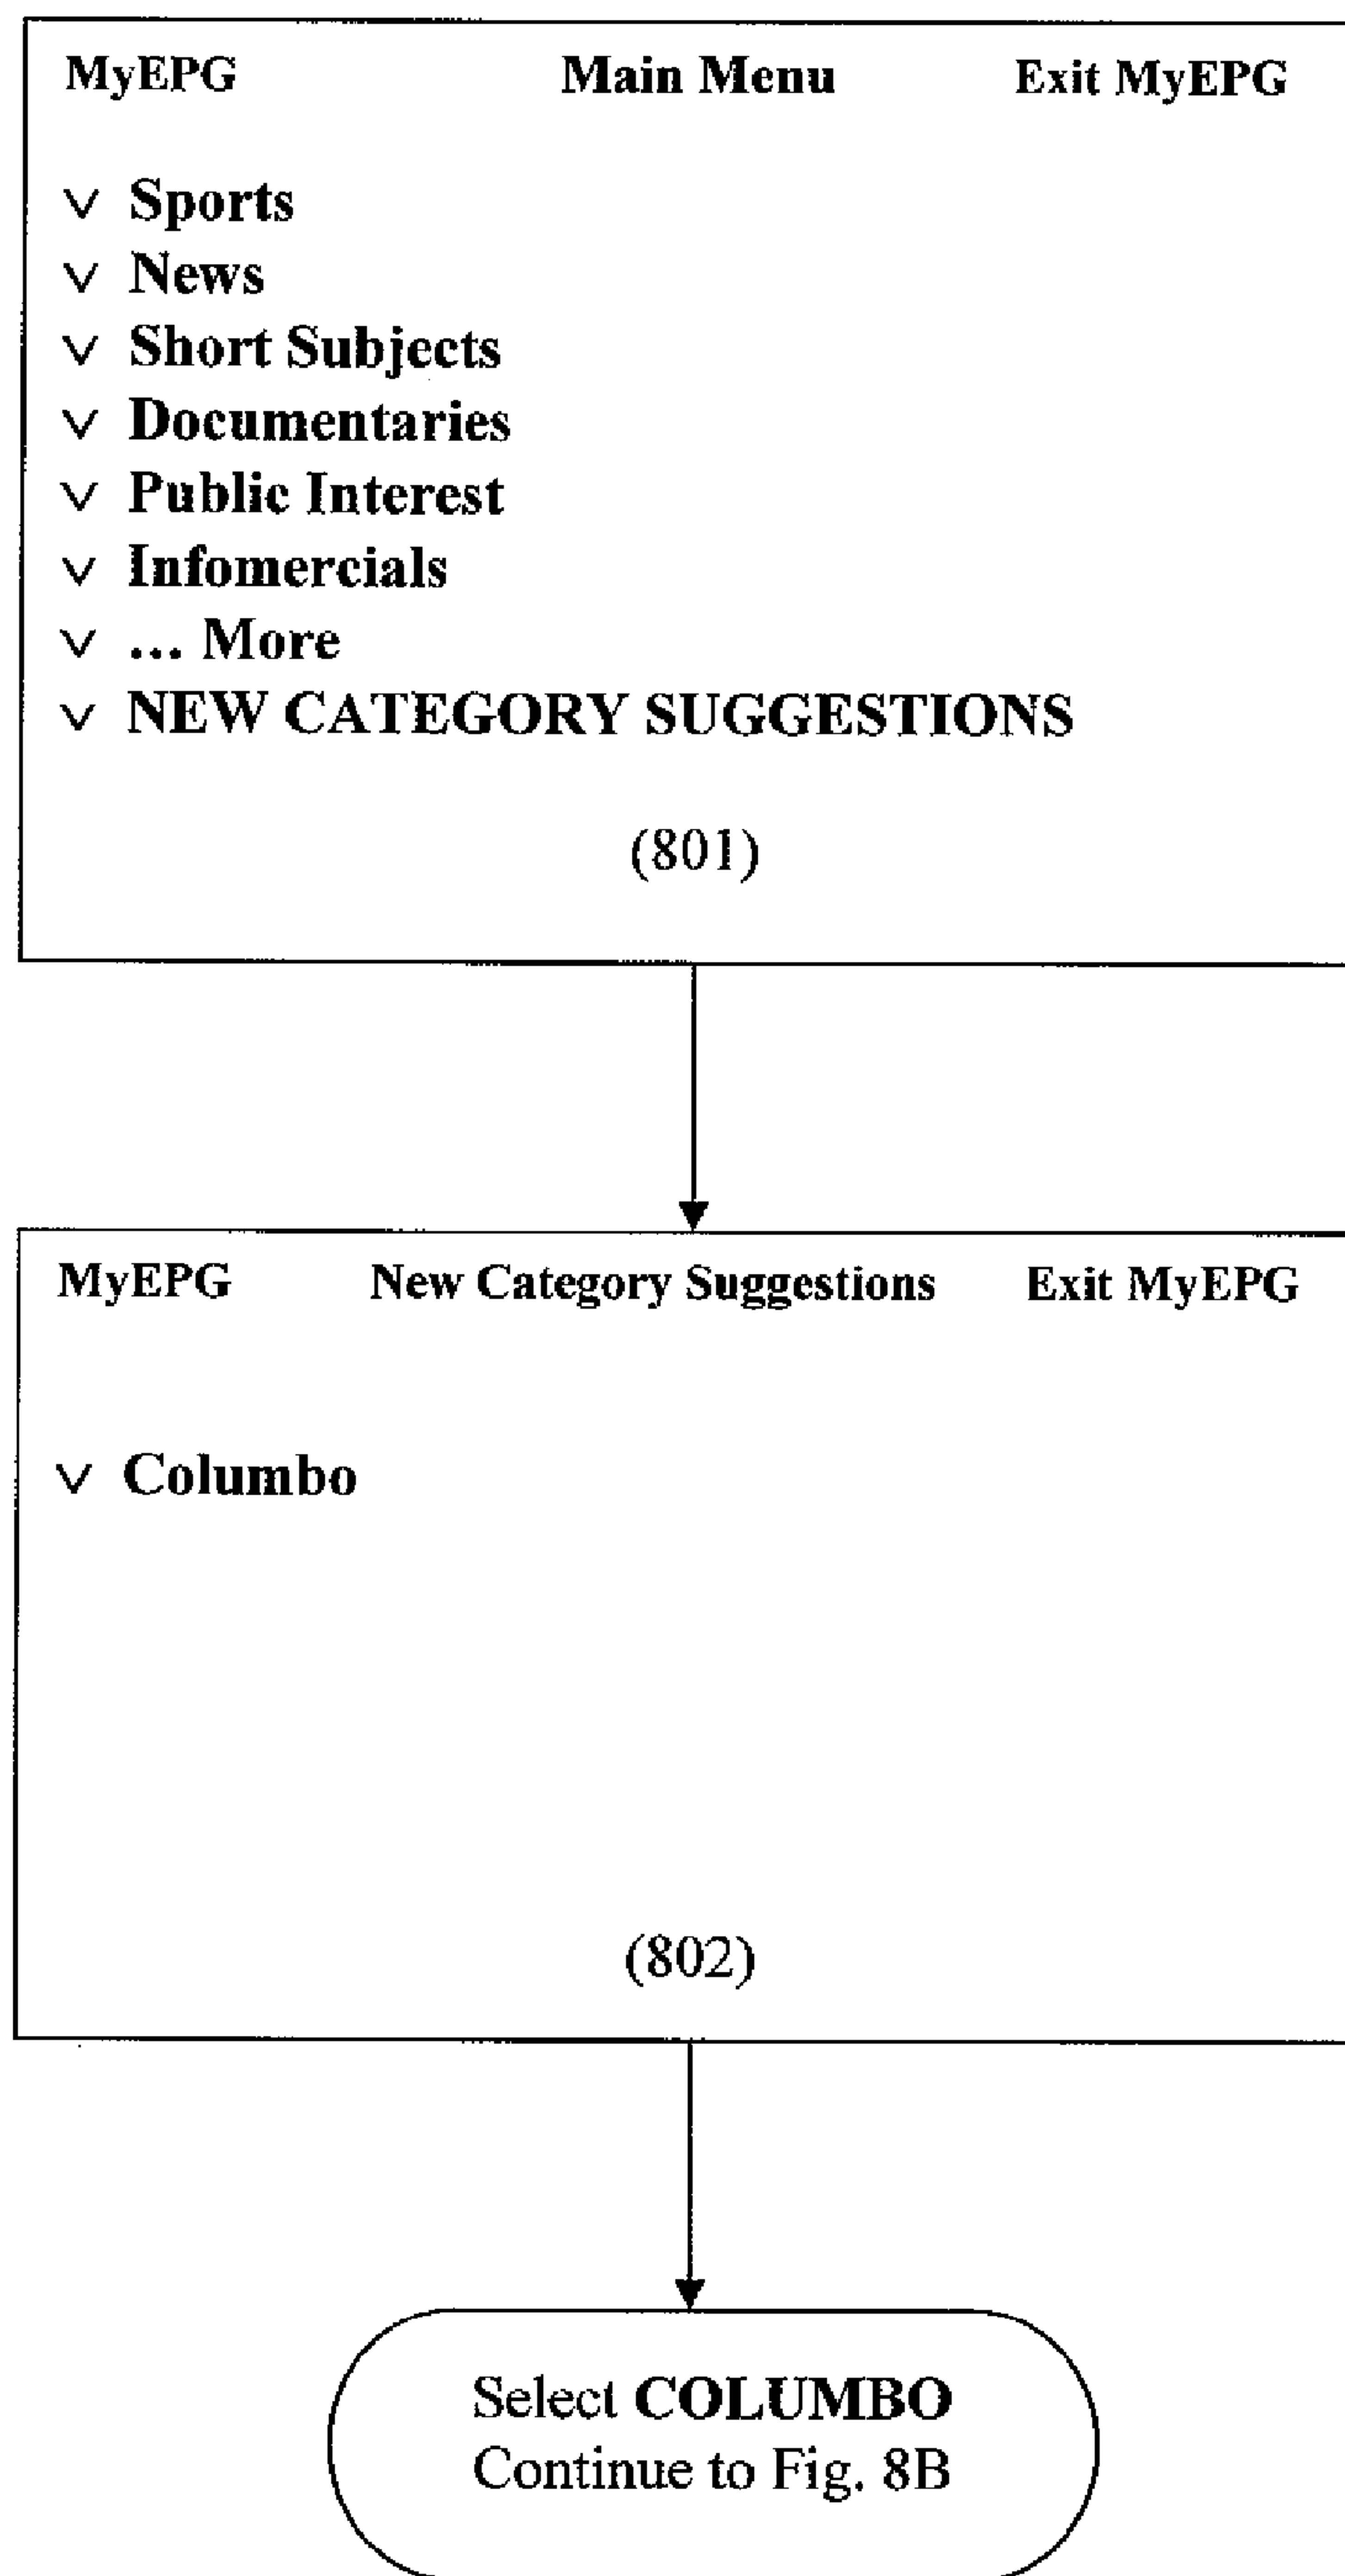 MyEPG Main Menu Exit MyEPG
v Sports
v News
v Short Subjects
v Documentaries
v Public Interest
v Infomercials
v ... More
v NEW CATEGORY SUGGESTIONS
(801)
MyEPG New Category Suggestions Exit MyEPG
v Columbo
(802)
Select COLUMBO
Continue to Fig. 8B